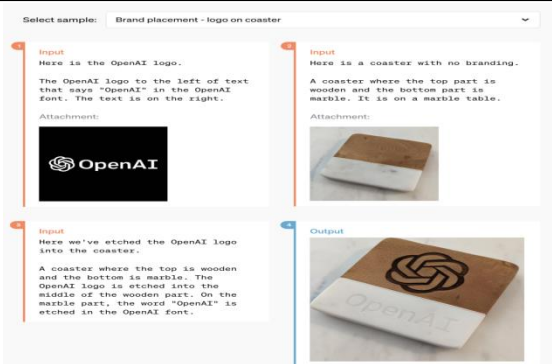 Select sample:
Brand placement - logo on coaster
1
Input
Here is the OpenAI logo.
The OpenAI logo to the left of text
that says "OpenAI" in the OpenAI
font. The text is on the right.
Attachment:
OpenAI
2
Input
Here is a coaster with no branding.
A coaster where the top part is
wooden and the bottom part is
marble. It is on a marble table.
Attachment:
3
Input
Here we've etched the OpenAI logo
into the coaster.
A coaster where the top is wooden
and the bottom is marble. The
OpenAI logo is etched into the
middle of the wooden part. On the
marble part, the word "OpenAI" is
etched in the OpenAI font.
4
Output
OpenAI